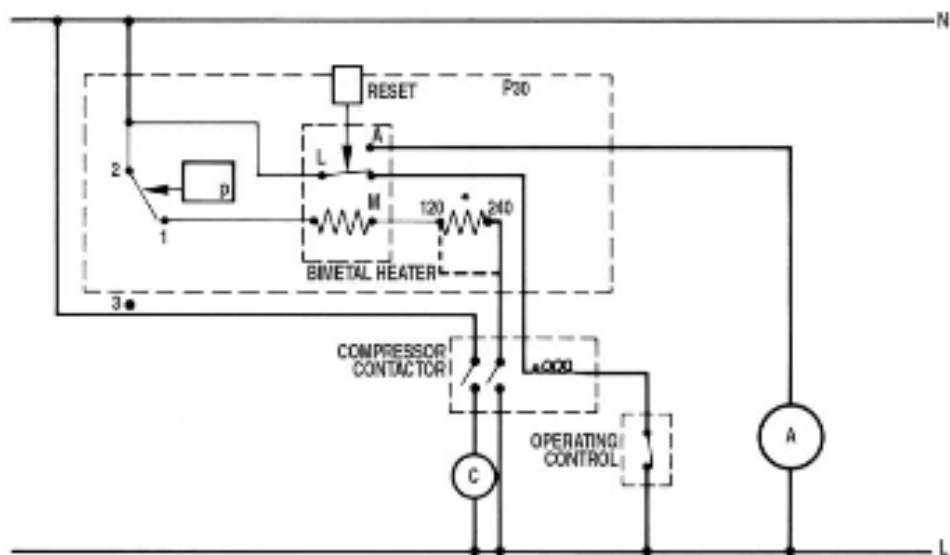 N
RESET
P30
A
L
2
p
M
120
240
1
BIMETAL HEATER
3
COMPRESSOR
CONTACTOR
OPERATING
CONTROL
A
C
L